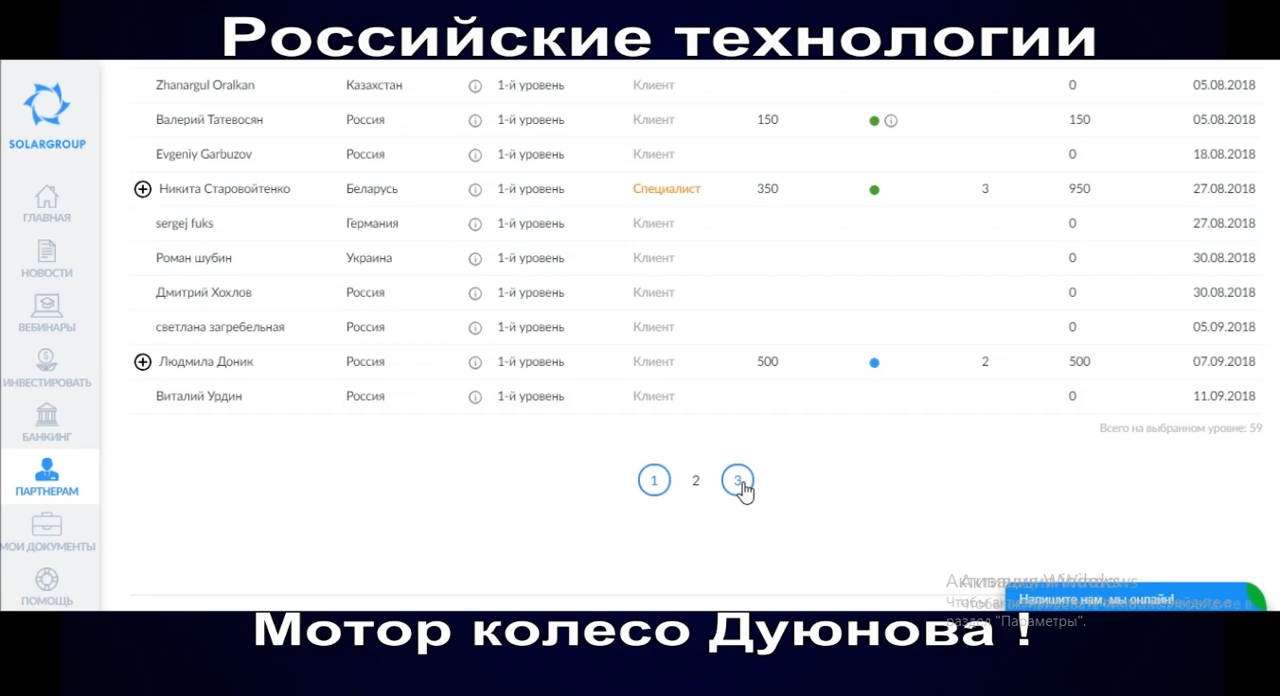 Российские технологии
SOLARGROUP
ГЛАВНАЯ
НОВОСТИ
ВЕБИНАРЫ
ИНВЕСТИРОВАТЬ
БАНКИНГ
ПАРТНЕРАМ
МОИ ДОКУМЕНТЫ
ПОМОЩЬ
Zhanargul Oralkan Казахстан 1-й уровень Клиент 0 05.08.2018
Валерий Татевосян Россия 1-й уровень Клиент 150 150 05.08.2018
Evgeniy Garbuzov Россия 1-й уровень Клиент 0 18.08.2018
Никита Старовойтенко Беларусь 1-й уровень Специалист 350 3 950 27.08.2018
sergej fuks Германия 1-й уровень Клиент 0 27.08.2018
Роман шубин Украина 1-й уровень Клиент 0 30.08.2018
Дмитрий Хохлов Россия 1-й уровень Клиент 0 30.08.2018
светлана загребельная Россия 1-й уровень Клиент 0 05.09.2018
Людмила Доник Россия 1-й уровень Клиент 500 2 500 07.09.2018
Виталий Урдин Россия 1-й уровень Клиент 0 11.09.2018
Всего на выбранном уровне: 59
1 2 3
Напишите нам, мы онлайн!
раздел "Параметры".
Мотор колесо Дуюнова !